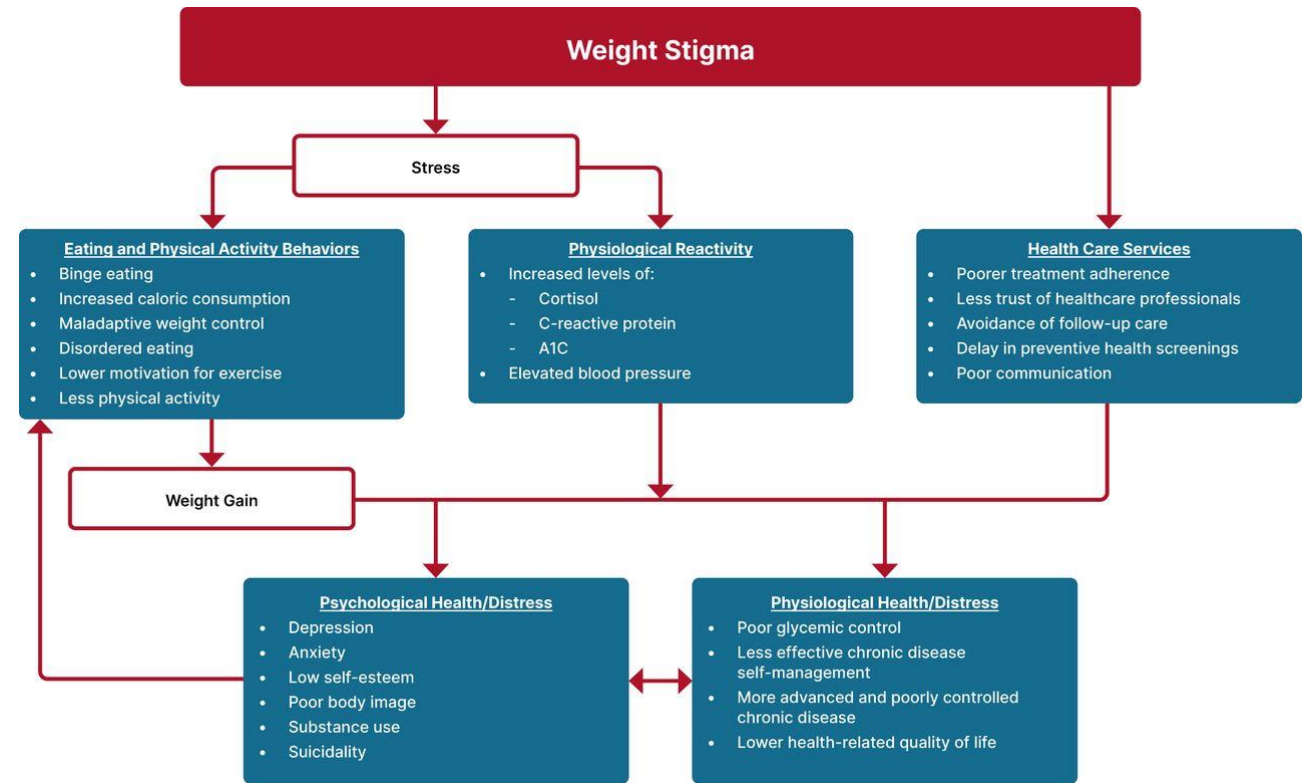 Weight Stigma
Stress
Eating and Physical Activity Behaviors
• Binge eating
• Increased caloric consumption
• Maladaptive weight control
• Disordered eating
• Lower motivation for exercise
• Less physical activity
Physiological Reactivity
• Increased levels of:
- Cortisol
- C-reactive protein
- A1C
• Elevated blood pressure
Health Care Services
• Poorer treatment adherence
• Less trust of healthcare professionals
• Avoidance of follow-up care
• Delay in preventive health screenings
• Poor communication
Weight Gain
Psychological Health/Distress
• Depression
• Anxiety
• Low self-esteem
• Poor body image
• Substance use
• Suicidality
Physiological Health/Distress
• Poor glycemic control
• Less effective chronic disease
self-management
• More advanced and poorly controlled
chronic disease
• Lower health-related quality of life